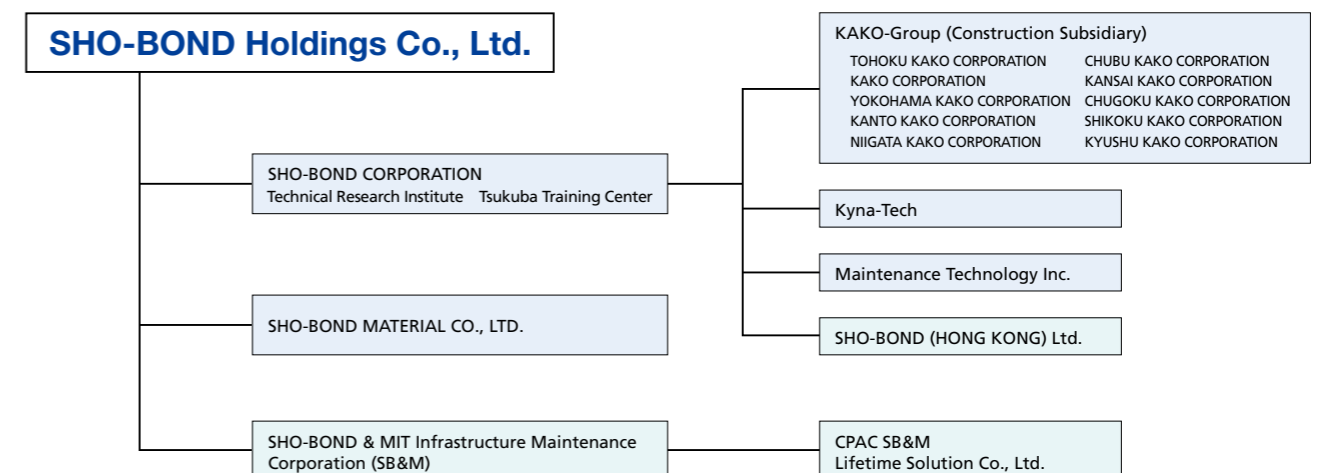 SHO-BOND Holdings Co., Ltd.
KAKO-Group (Construction Subsidiary)
TOHOKU KAKO CORPORATION CHUBU KAKO CORPORATION
KAKO CORPORATION KANSAI KAKO CORPORATION
YOKOHAMA KAKO CORPORATION CHUGOKU KAKO CORPORATION
KANTO KAKO CORPORATION SHIKOKU KAKO CORPORATION
NIIGATA KAKO CORPORATION KYUSHU KAKO CORPORATION
SHO-BOND CORPORATION
Technical Research Institute Tsukuba Training Center
Kyna-Tech
Maintenance Technology Inc.
SHO-BOND MATERIAL CO., LTD.
SHO-BOND (HONG KONG) Ltd.
SHO-BOND & MIT Infrastructure Maintenance
Corporation (SB&M)
CPAC SB&M
Lifetime Solution Co., Ltd.